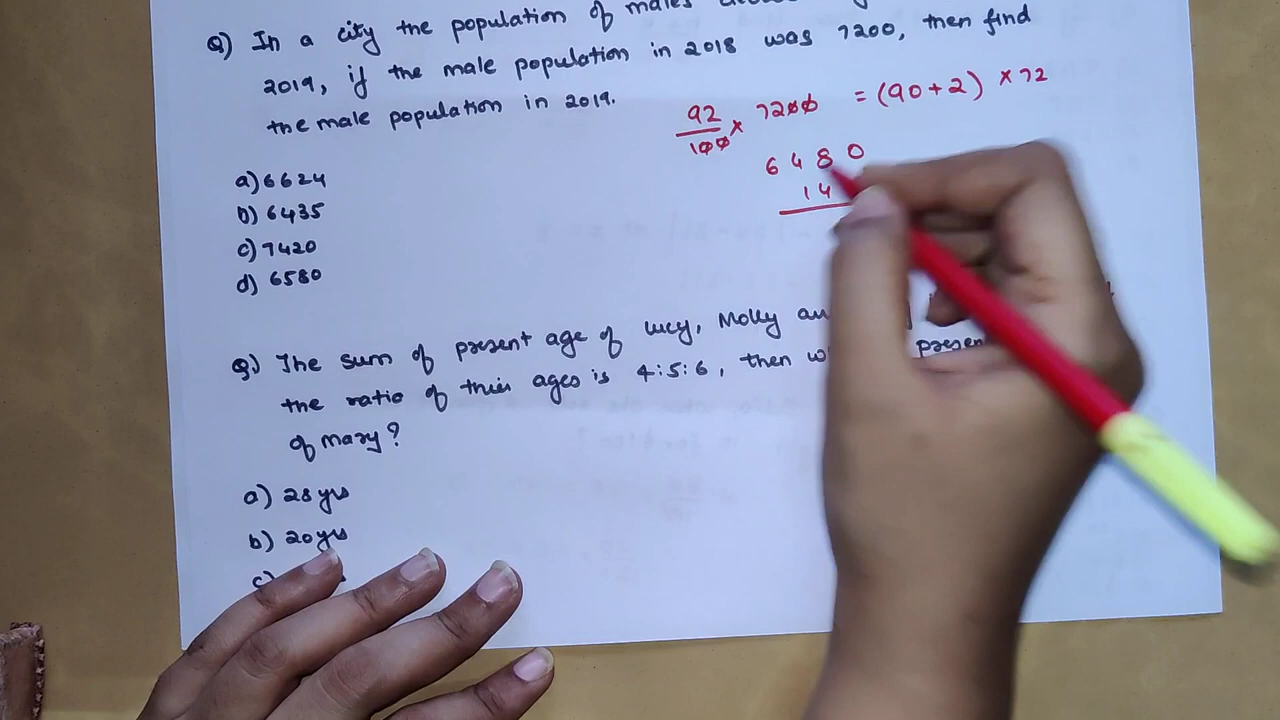 Q) In a city the population of males
2019, if the male population in 2018 was 7200, then find
the male population in 2019.
92/100 × 7200 = (90+2) × 72
6480
14
a) 6624
b) 6435
c) 7420
d) 6580
Q) The sum of present age of Lucy, Molly
the ratio of their ages is 4:5:6, then
of mary?
a) 28 yrs
b) 20 yrs
c)